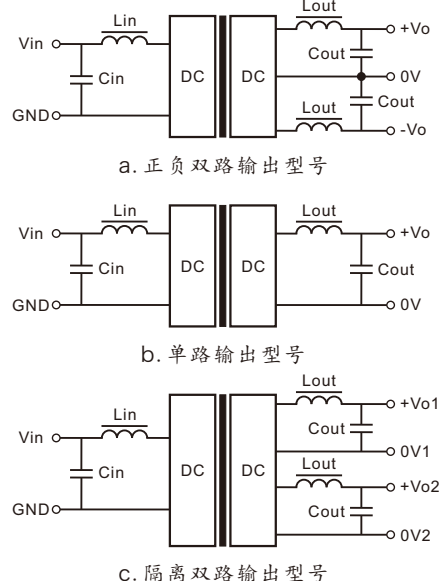 Lout
Lin
Vin
+Vo
Cout
Cin
DC
DC
0V
Lout
Cout
GND
-Vo
a. 正负双路输出型号
Lin
Lout
Vin
+Vo
Cin
DC
DC
Cout
GND
0V
b. 单路输出型号
Lout
Lin
+Vo1
Cout
Vin
0V1
Lout
Cin
DC
DC
+Vo2
GND
Cout
0V2
c. 隔离双路输出型号